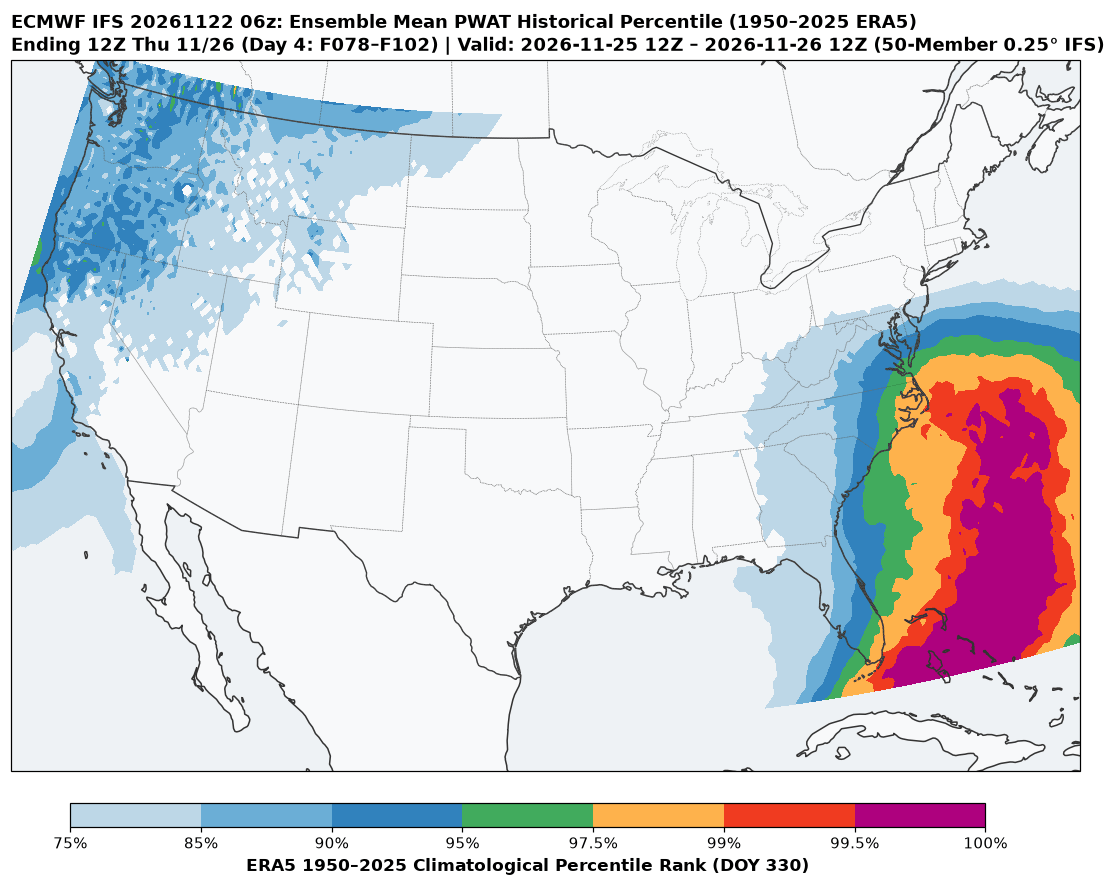 ECMWF IFS 20261122 06z: Ensemble Mean PWAT Historical Percentile (1950–2025 ERA5)
Ending 12Z Thu 11/26 (Day 4: F078–F102) | Valid: 2026-11-25 12Z – 2026-11-26 12Z (50-Member 0.25° IFS)
75% 85% 90% 95% 97.5% 99% 99.5% 100%
ERA5 1950–2025 Climatological Percentile Rank (DOY 330)